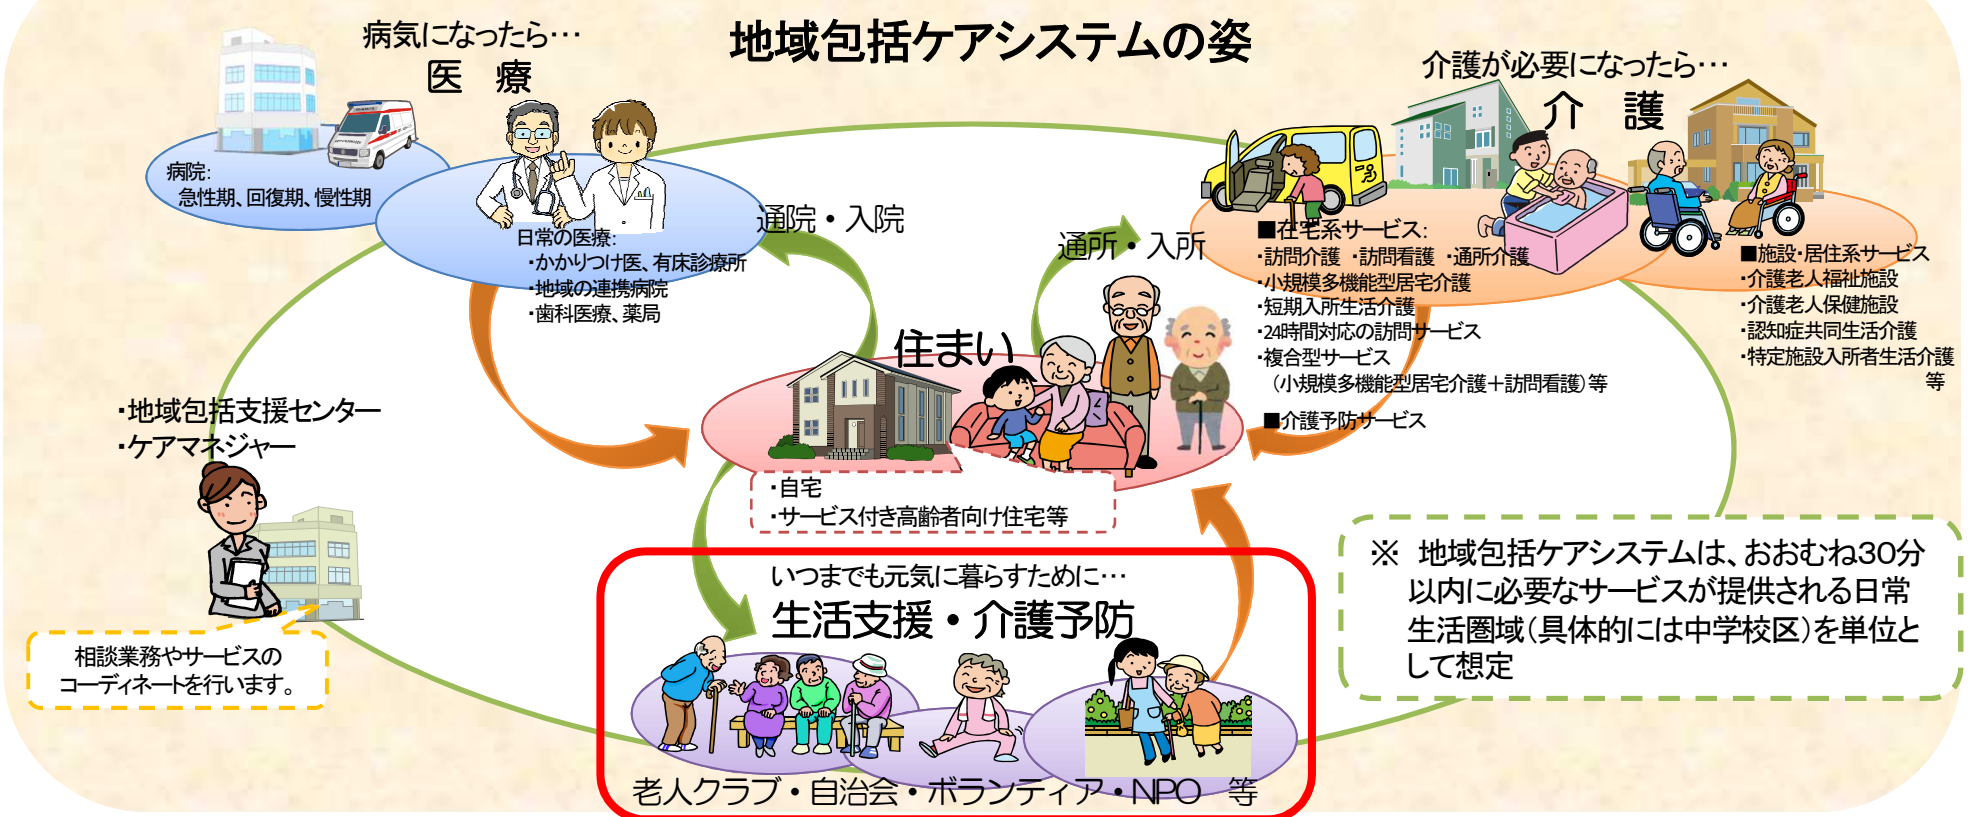 地域包括ケアシステムの姿
病気になったら…
医 療
病院:
急性期、回復期、慢性期
日常の医療:
・かかりつけ医、有床診療所
・地域の連携病院
・歯科医療、薬局
通院・入院
通所・入所
介護が必要になったら…
介 護
■在宅系サービス:
・訪問介護 ・訪問看護 ・通所介護
・小規模多機能型居宅介護
・短期入所生活介護
・24時間対応の訪問サービス
・複合型サービス
(小規模多機能型居宅介護+訪問看護)等
■介護予防サービス
■施設・居住系サービス
・介護老人福祉施設
・介護老人保健施設
・認知症共同生活介護
・特定施設入所者生活介護
等
住まい
・自宅
・サービス付き高齢者向け住宅等
・地域包括支援センター
・ケアマネジャー
相談業務やサービスの
コーディネートを行います。
いつまでも元気に暮らすために…
生活支援・介護予防
老人クラブ・自治会・ボランティア・NPO 等
※ 地域包括ケアシステムは、おおむね30分
以内に必要なサービスが提供される日常
生活圏域(具体的には中学校区)を単位と
して想定